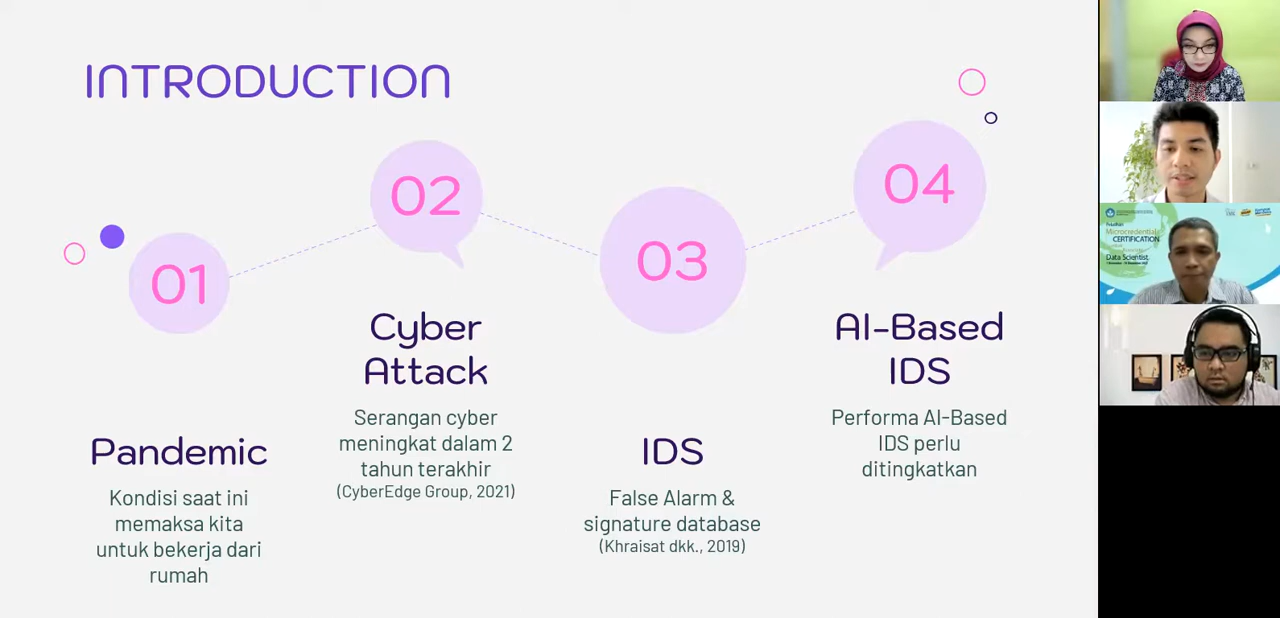 INTRODUCTION
01
Pandemic
Kondisi saat ini
memaksa kita
untuk bekerja dari
rumah
02
Cyber
Attack
Serangan cyber
meningkat dalam 2
tahun terakhir
(CyberEdge Group, 2021)
03
IDS
False Alarm &
signature database
(Khraisat dkk., 2019)
04
AI-Based
IDS
Performa AI-Based
IDS perlu
ditingkatkan
Microcredential
CERTIFICATION
Data Scientist